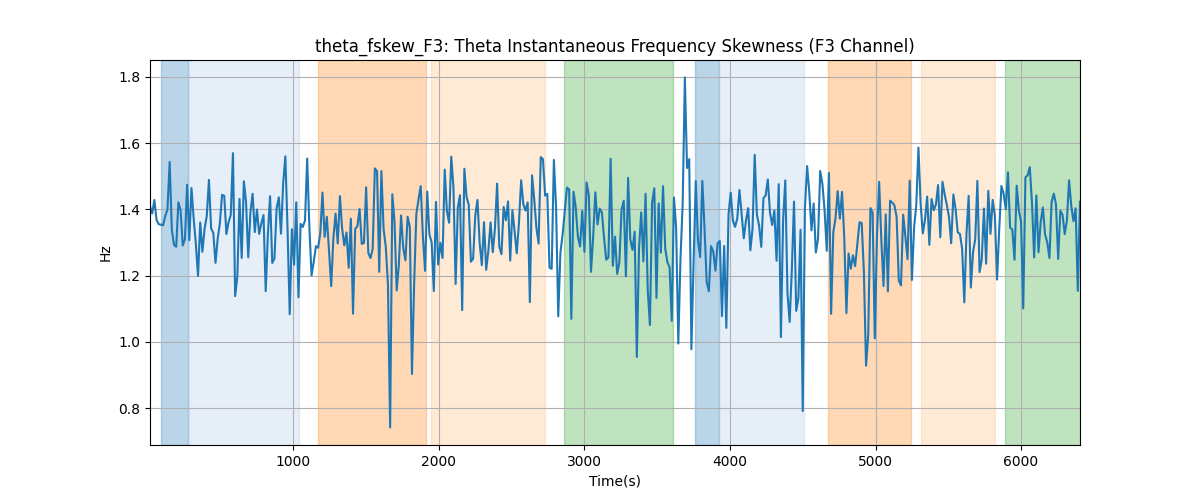 theta_fskew_F3: Theta Instantaneous Frequency Skewness (F3 Channel)
1.8
1.6
1.4
1.2
1.0
0.8
Hz
1000 2000 3000 4000 5000 6000
Time(s)